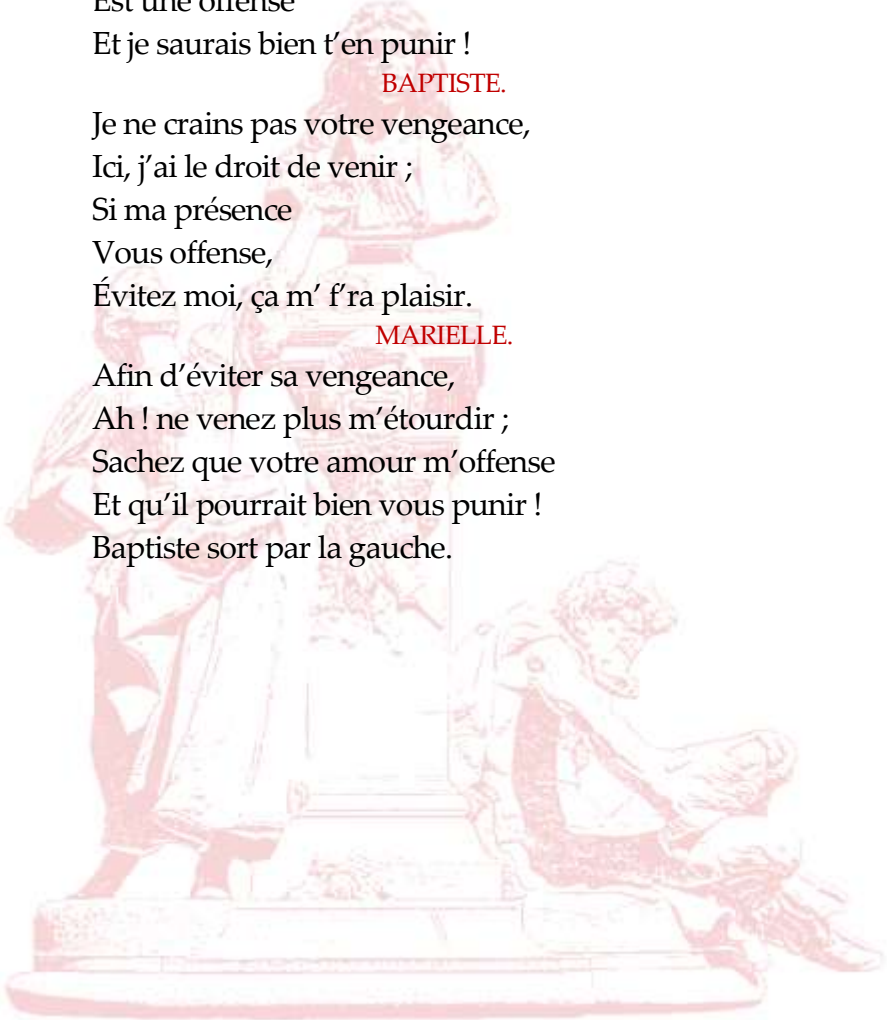 Est une offense
Et je saurais bien t’en punir !
BAPTISTE.
Je ne crains pas votre vengeance,
Ici, j’ai le droit de venir ;
Si ma présence
Vous offense,
Évitez moi, ça m’ f’ra plaisir.
MARIELLE.
Afin d’éviter sa vengeance,
Ah ! ne venez plus m’étourdir ;
Sachez que votre amour m’offense
Et qu’il pourrait bien vous punir !
Baptiste sort par la gauche.